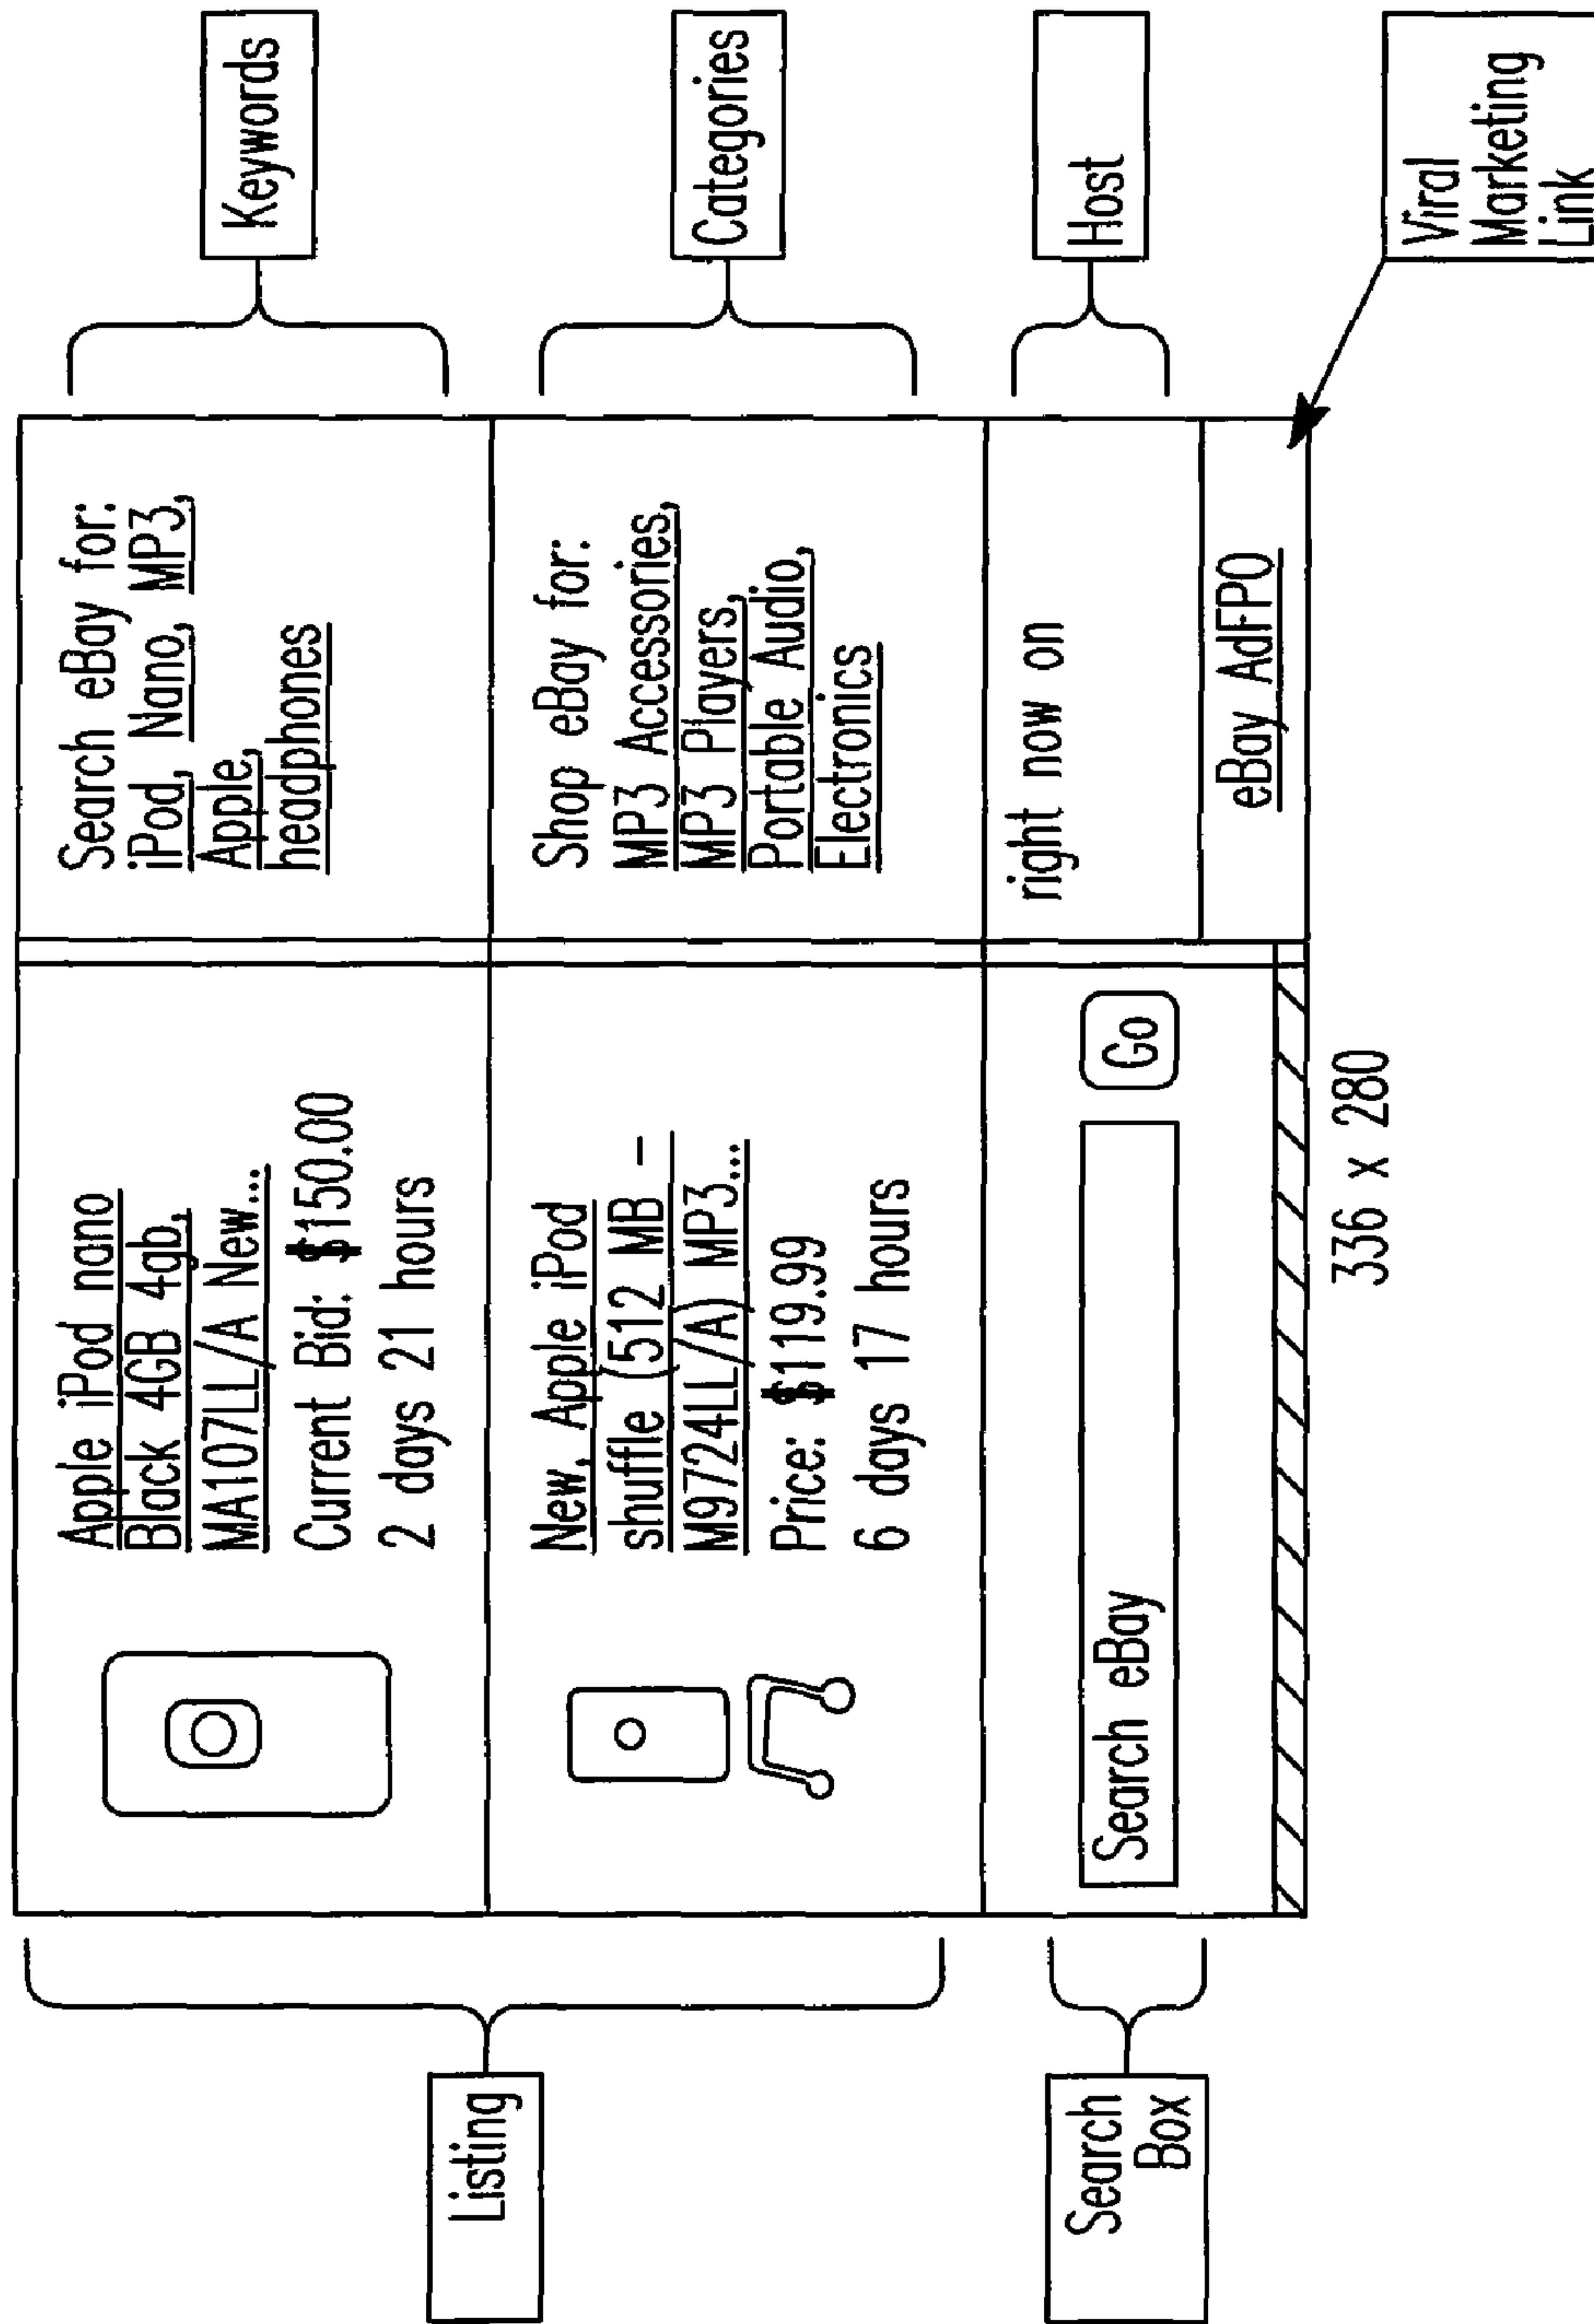 Listing
Search
Box
Apple iPod nano
Black 4GB 4gb,
MA107LL/A New...
Current Bid: $150.00
2 days 21 hours
New, Apple iPod
shuffle (512 MB –
M9724LL/A) MP3...
Price: $119.99
6 days 17 hours
Search eBay
Go
336 x 280
Search eBay for:
iPod, Nano, MP3,
Apple,
headphones
Shop eBay for:
MP3 Accessories,
MP3 Players,
Portable Audio,
Electronics
right now on
eBay AdFPO
Keywords
Categories
Host
Viral
Marketing
Link